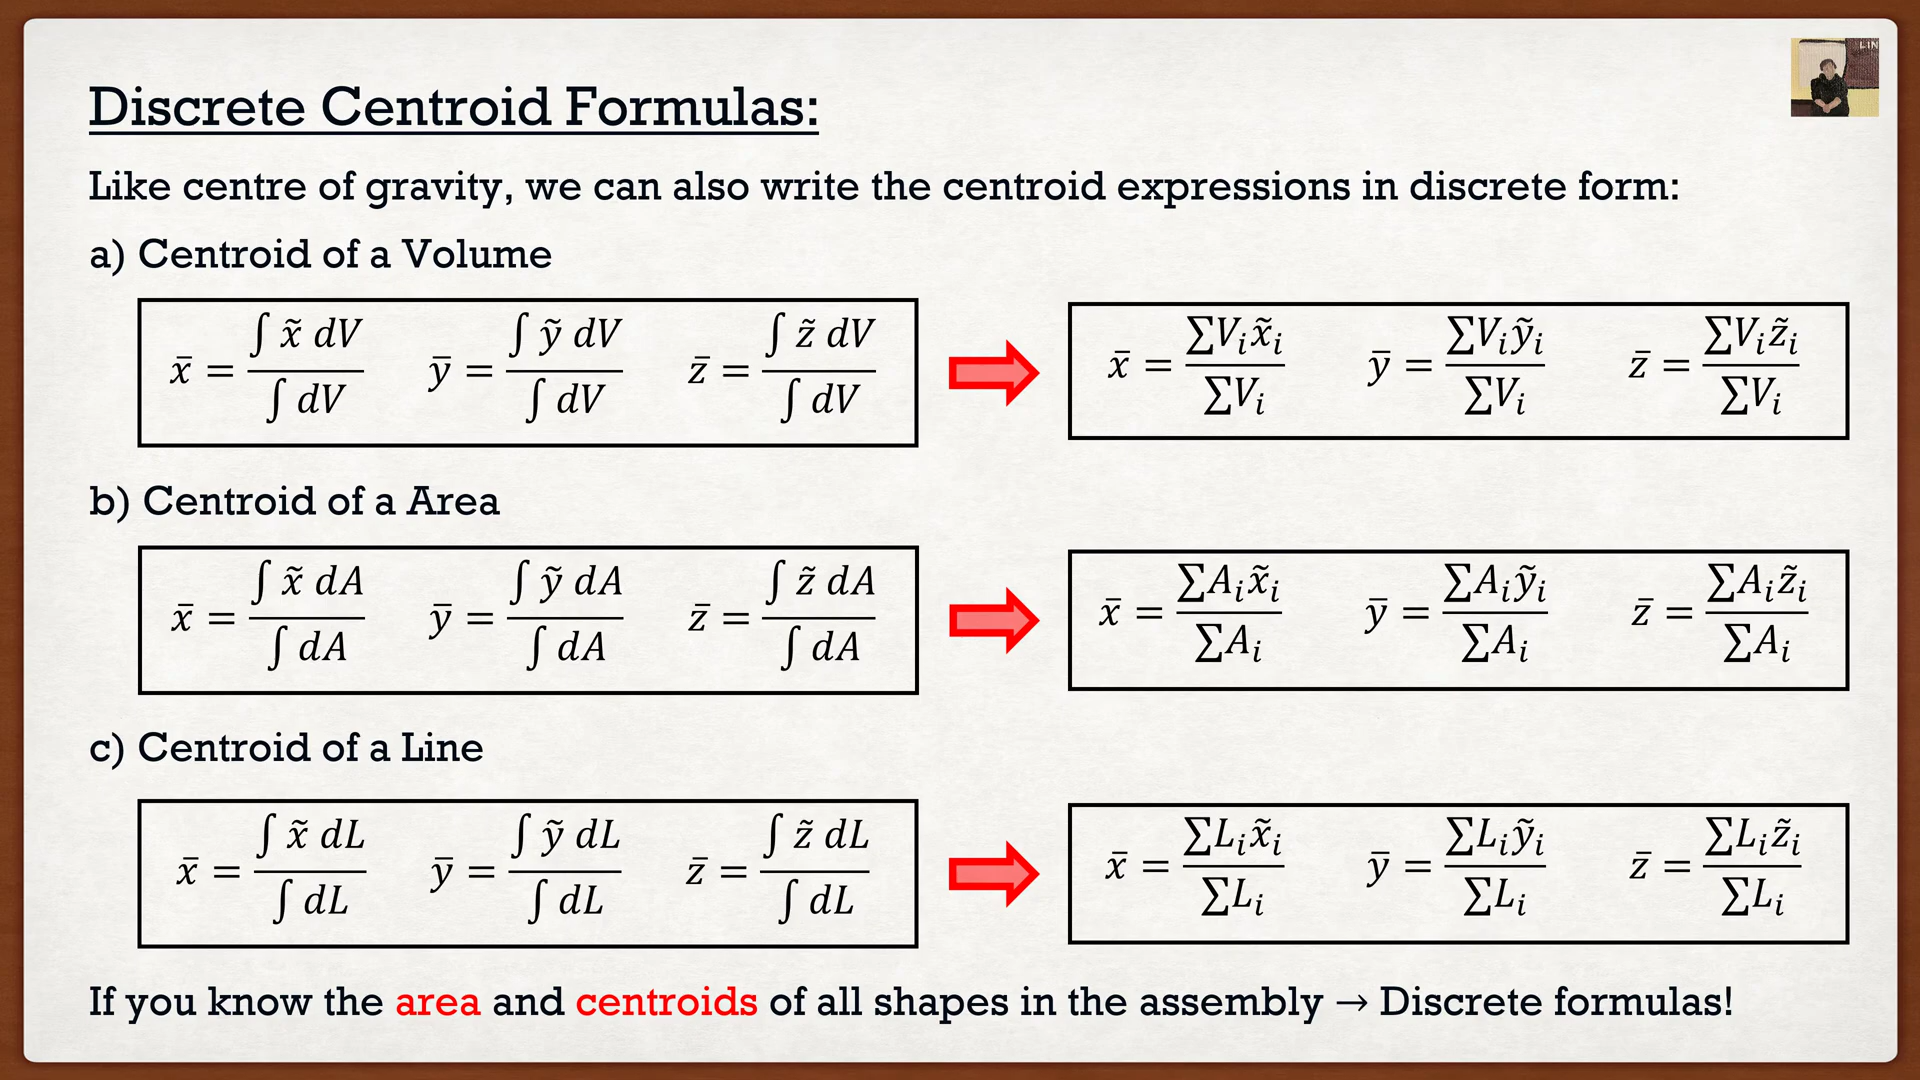 LIN
Discrete Centroid Formulas:
Like centre of gravity, we can also write the centroid expressions in discrete form:
a) Centroid of a Volume
x̄ = ∫ x̃ dV / ∫ dV   ȳ = ∫ ỹ dV / ∫ dV   z̄ = ∫ z̃ dV / ∫ dV   x̄ = ∑Vᵢx̃ᵢ / ∑Vᵢ   ȳ = ∑Vᵢỹᵢ / ∑Vᵢ   z̄ = ∑Vᵢz̃ᵢ / ∑Vᵢ
b) Centroid of a Area
x̄ = ∫ x̃ dA / ∫ dA   ȳ = ∫ ỹ dA / ∫ dA   z̄ = ∫ z̃ dA / ∫ dA   x̄ = ∑Aᵢx̃ᵢ / ∑Aᵢ   ȳ = ∑Aᵢỹᵢ / ∑Aᵢ   z̄ = ∑Aᵢz̃ᵢ / ∑Aᵢ
c) Centroid of a Line
x̄ = ∫ x̃ dL / ∫ dL   ȳ = ∫ ỹ dL / ∫ dL   z̄ = ∫ z̃ dL / ∫ dL   x̄ = ∑Lᵢx̃ᵢ / ∑Lᵢ   ȳ = ∑Lᵢỹᵢ / ∑Lᵢ   z̄ = ∑Lᵢz̃ᵢ / ∑Lᵢ
If you know the area and centroids of all shapes in the assembly → Discrete formulas!